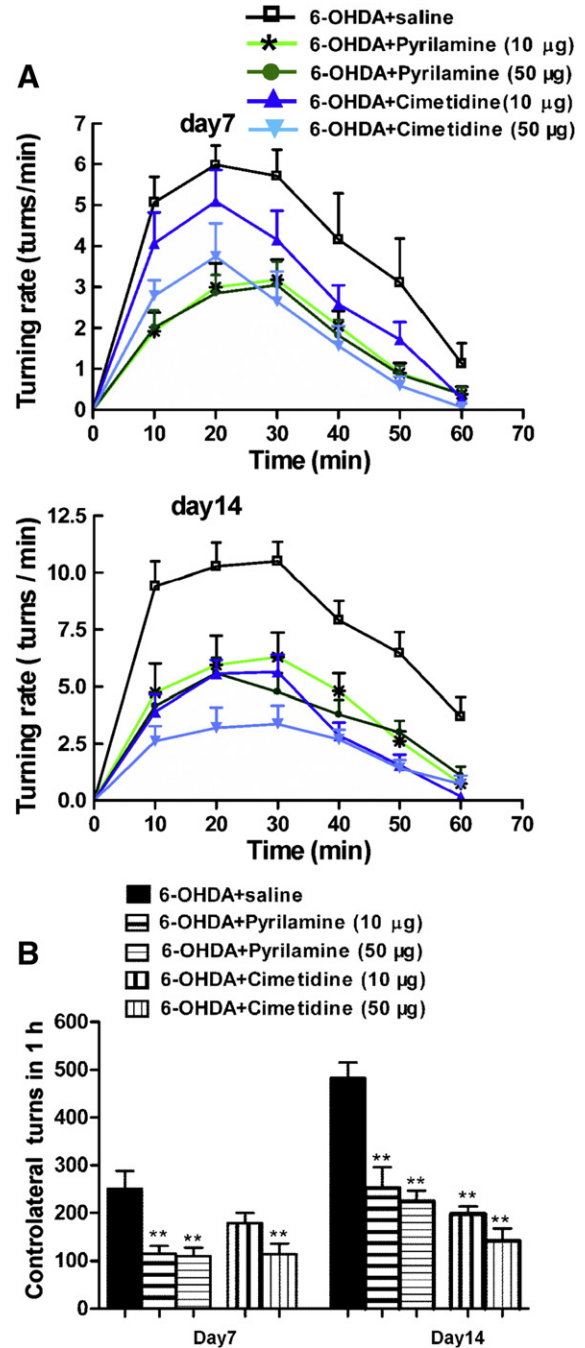 6-OHDA+saline
6-OHDA+Pyrilamine (10 µg)
6-OHDA+Pyrilamine (50 µg)
6-OHDA+Cimetidine (10 µg)
6-OHDA+Cimetidine (50 µg)
A
day7
Turning rate (turns/min)
7
6
5
4
3
2
1
0
0 10 20 30 40 50 60 70
Time (min)
day14
Turning rate ( turns / min)
12.5
10.0
7.5
5.0
2.5
0.0
0 10 20 30 40 50 60 70
Time (min)
B
6-OHDA+saline
6-OHDA+Pyrilamine (10 µg)
6-OHDA+Pyrilamine (50 µg)
6-OHDA+Cimetidine (10 µg)
6-OHDA+Cimetidine (50 µg)
Controlateral turns in 1 h
600
500
400
300
200
100
0
** ** **
** ** ** **
Day7 Day14